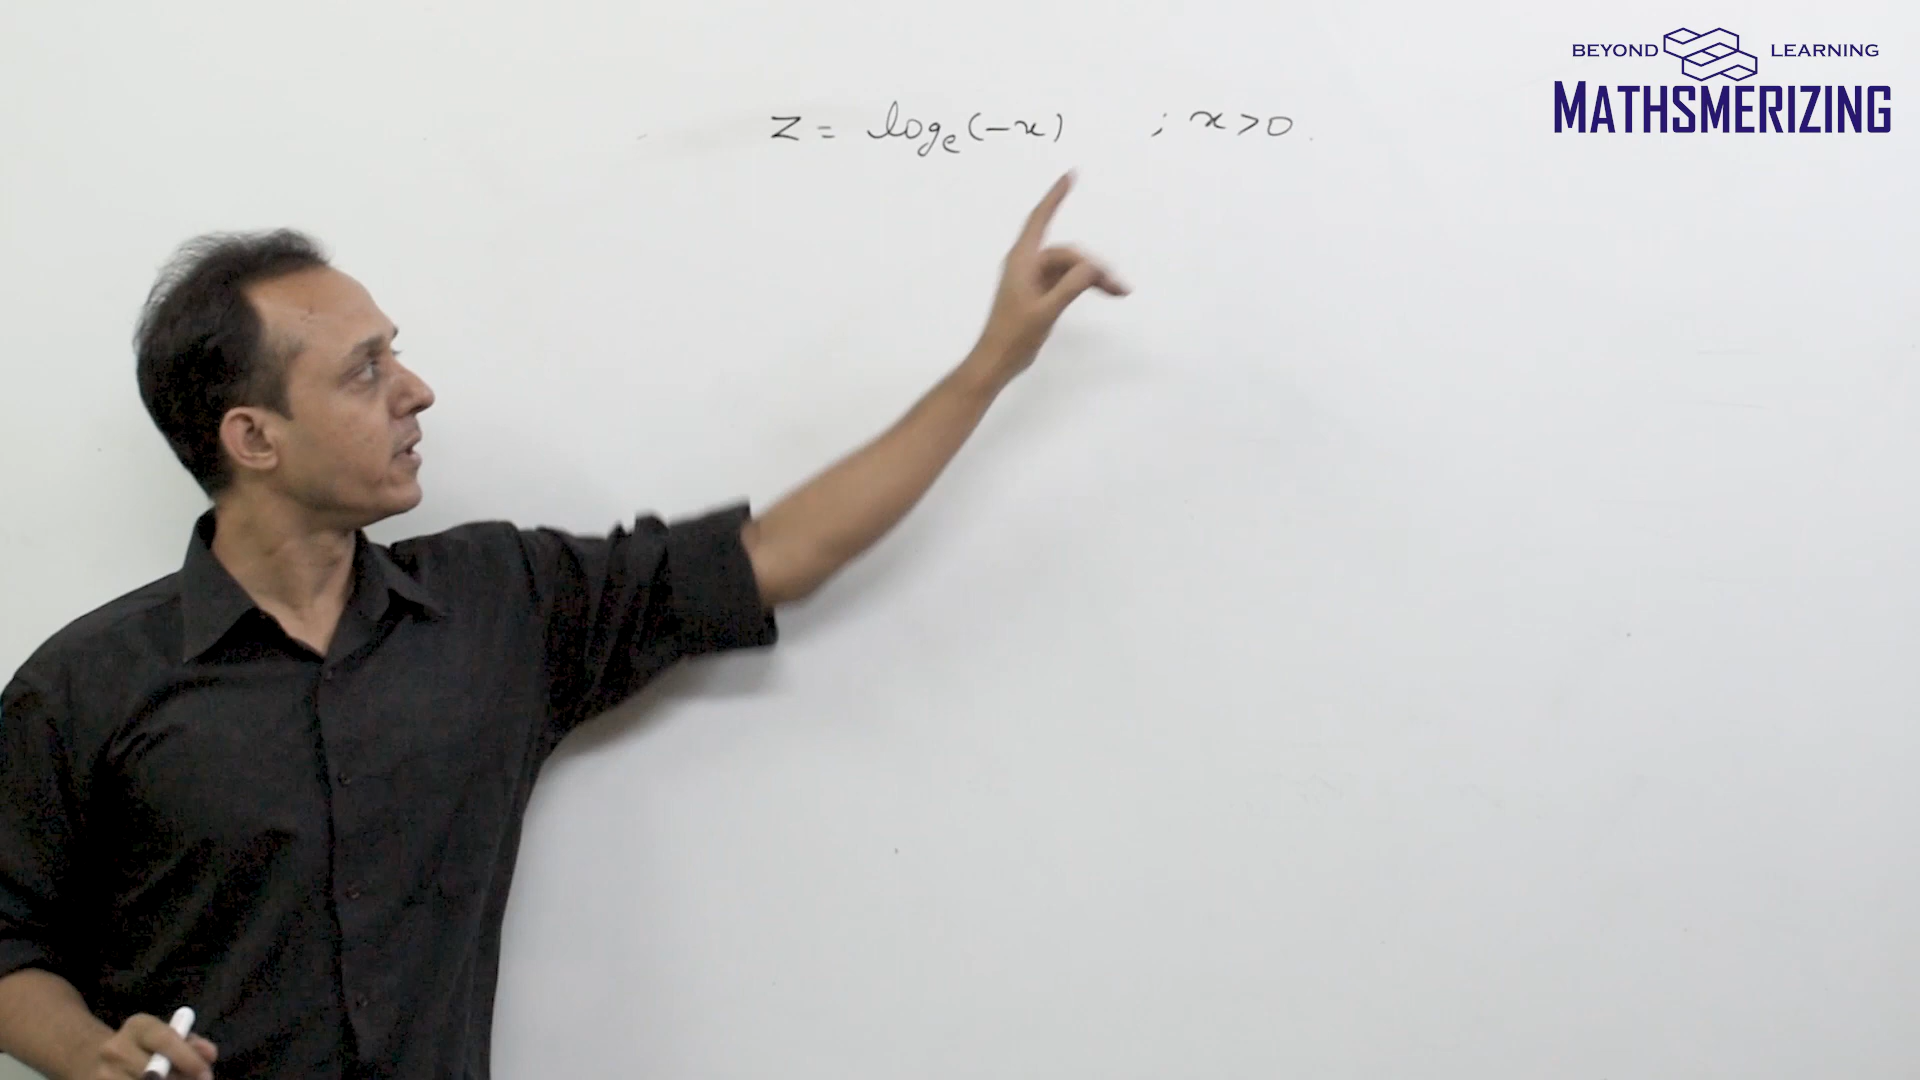 BEYOND LEARNING
MATHSMERIZING
z = logₑ(-x) ; x>0